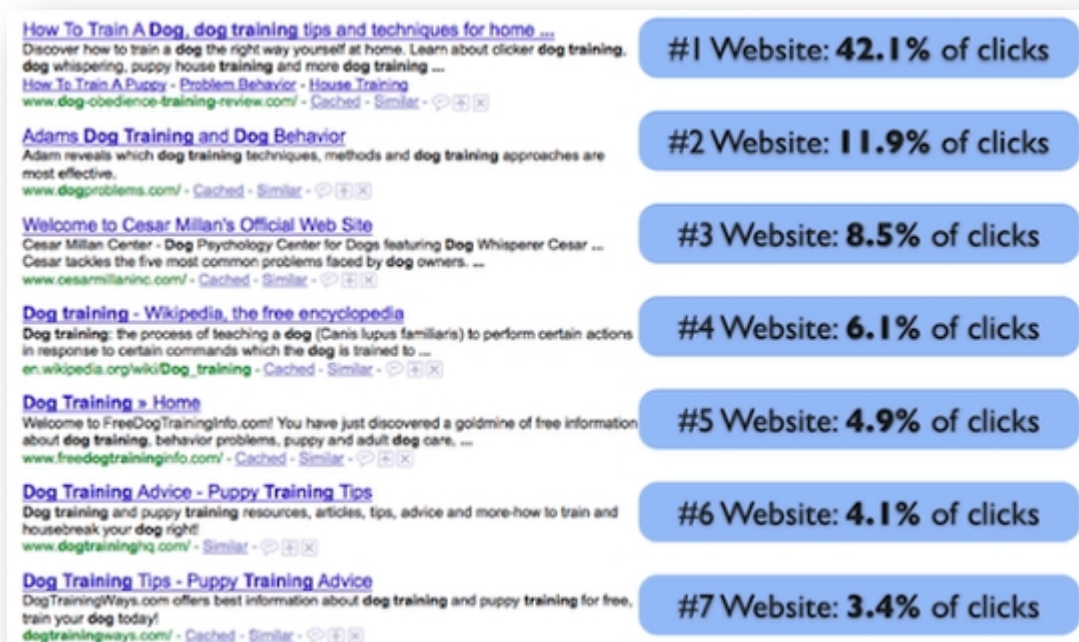 How To Train A Dog, dog training tips and techniques for home ...
Discover how to train a dog the right way yourself at home. Learn about clicker dog training,
dog whispering, puppy house training and more dog training ...
How To Train A Puppy - Problem Behavior - House Training
www.dog-obedience-training-review.com/ - Cached - Similar -
#1 Website: 42.1% of clicks
Adams Dog Training and Dog Behavior
Adam reveals which dog training techniques, methods and dog training approaches are
most effective.
www.dogproblems.com/ - Cached - Similar -
#2 Website: 11.9% of clicks
Welcome to Cesar Millan's Official Web Site
Cesar Millan Center - Dog Psychology Center for Dogs featuring Dog Whisperer Cesar ...
Cesar tackles the five most common problems faced by dog owners. ...
www.cesarmillaninc.com/ - Cached - Similar -
#3 Website: 8.5% of clicks
Dog training - Wikipedia, the free encyclopedia
Dog training: the process of teaching a dog (Canis lupus familiaris) to perform certain actions
in response to certain commands which the dog is trained to ...
en.wikipedia.org/wiki/Dog_training - Cached - Similar -
#4 Website: 6.1% of clicks
Dog Training » Home
Welcome to FreeDogTrainingInfo.com! You have just discovered a goldmine of free information
about dog training, behavior problems, puppy and adult dog care, ...
www.freedogtraininginfo.com/ - Cached - Similar -
#5 Website: 4.9% of clicks
Dog Training Advice - Puppy Training Tips
Dog training and puppy training resources, articles, tips, advice and more-how to train and
housebreak your dog right!
www.dogtraininghq.com/ - Similar -
#6 Website: 4.1% of clicks
Dog Training Tips - Puppy Training Advice
DogTrainingWays.com offers best information about dog training and puppy training for free,
train your dog today!
dogtrainingways.com/ - Cached - Similar -
#7 Website: 3.4% of clicks